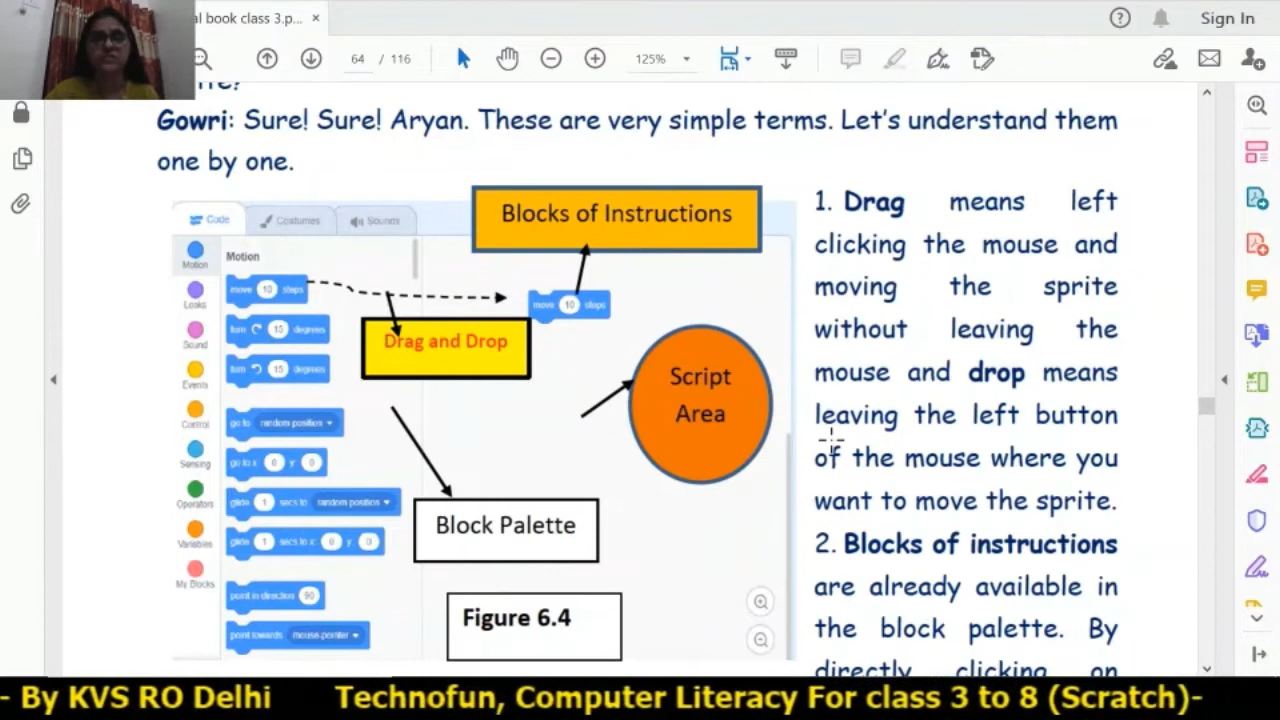 al book class 3.p...
Sign In
64 / 116
125%
Gowri: Sure! Sure! Aryan. These are very simple terms. Let's understand them
one by one.
Code
Costumes
Sounds
Motion
Looks
Sound
Events
Control
Sensing
Operators
Variables
My Blocks
Motion
move 10 steps
turn 15 degrees
turn 15 degrees
go to random position
go to x: 0 y: 0
glide 1 secs to random position
glide 1 secs to x: 0 y: 0
point in direction 90
point towards mouse-pointer
Blocks of Instructions
move 10 steps
Drag and Drop
Script
Area
Block Palette
Figure 6.4
1. Drag means left
clicking the mouse and
moving the sprite
without leaving the
mouse and drop means
leaving the left button
of the mouse where you
want to move the sprite.
2. Blocks of instructions
are already available in
the block palette. By
directly clicking on
- By KVS RO Delhi Technofun, Computer Literacy For class 3 to 8 (Scratch)-